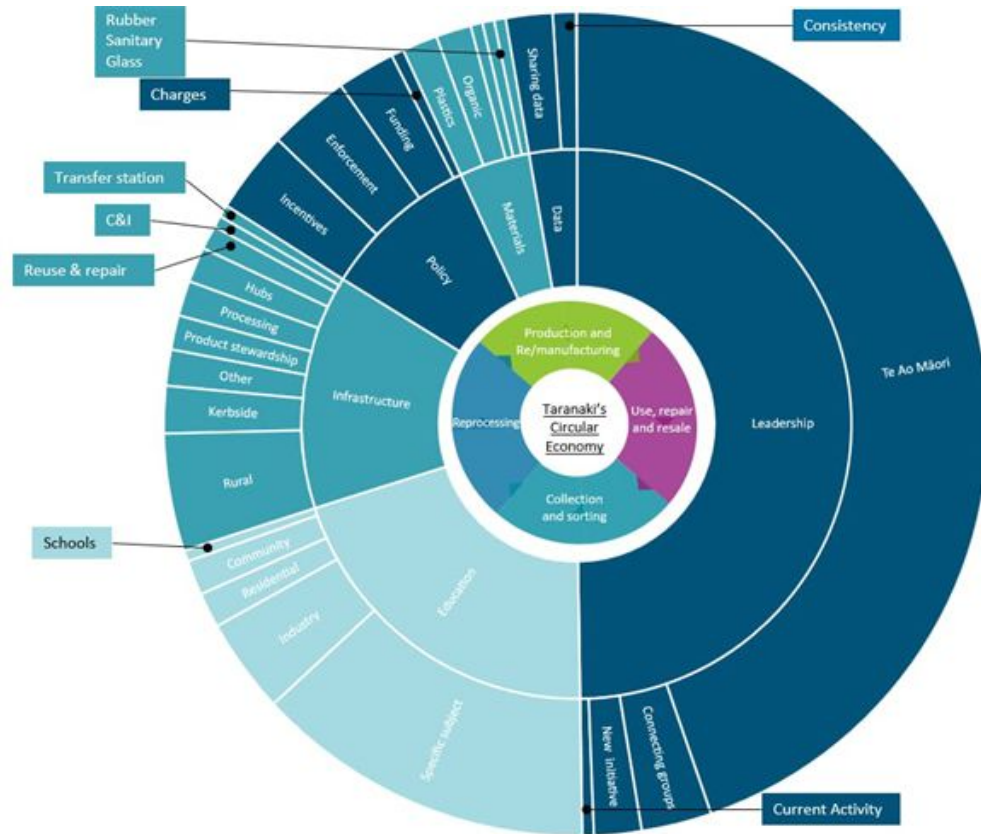 Rubber
Sanitary
Glass
Consistency
Charges
Plastics
Organic
Sharing data
Funding
Enforcement
Incentives
Transfer station
C&I
Reuse & repair
Policy
Materials
Data
Hubs
Processing
Product stewardship
Other
Kerbside
Rural
Infrastructure
Production and
Re/manufacturing
Reprocessing
Taranaki's
Circular
Economy
Use, repair
and resale
Collection
and sorting
Leadership
Te Ao Māori
Schools
Community
Residential
Industry
Education
Specific subject
New initiative
Connecting groups
Current Activity